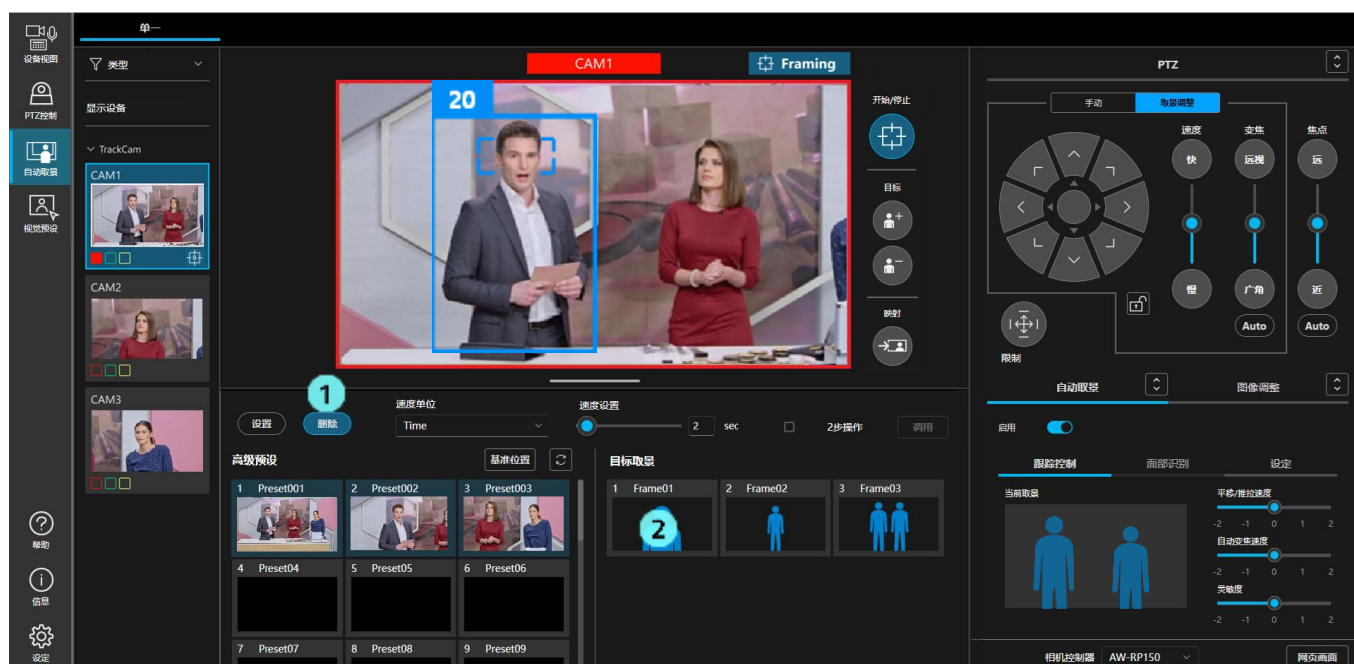 单一
设备视图
PTZ控制
自动取景
视觉预设
帮助
信息
设定
类型
显示设备
TrackCam
CAM1
CAM2
CAM3
CAM1
Framing
20
开始/停止
目标
映射
1
设置
删除
速度单位
Time
速度设置
2
sec
2步操作
调用
高级预设
基准位置
1 Preset001
2 Preset002
3 Preset003
4 Preset04
5 Preset05
6 Preset06
7 Preset07
8 Preset08
9 Preset09
目标取景
1 Frame01
2 Frame02
3 Frame03
2
PTZ
手动
取景调整
速度
变焦
焦点
快
远视
远
慢
广角
近
Auto
Auto
限制
自动取景
图像调整
启用
跟踪控制
面部识别
设定
当前取景
平移/推拉速度
-2 -1 0 1 2
自动变焦速度
-2 -1 0 1 2
灵敏度
-2 -1 0 1 2
相机控制器
AW-RP150
网页画面